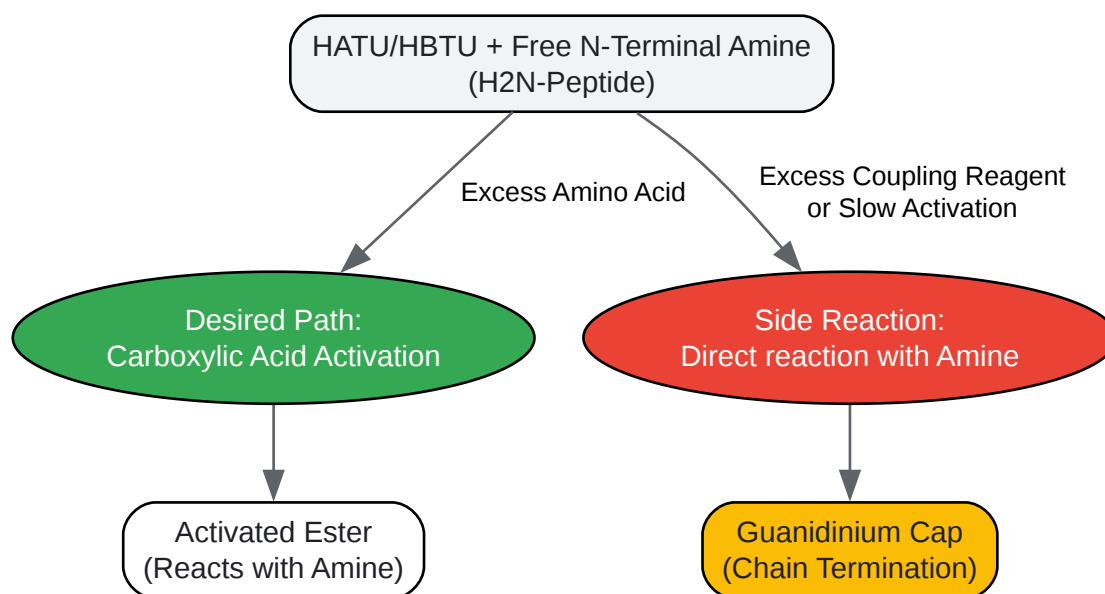 HATU/HBTU + Free N-Terminal Amine
(H2N-Peptide)
Excess Amino Acid
Excess Coupling Reagent
or Slow Activation
Desired Path:
Carboxylic Acid Activation
Side Reaction:
Direct reaction with Amine
Activated Ester
(Reacts with Amine)
Guanidinium Cap
(Chain Termination)